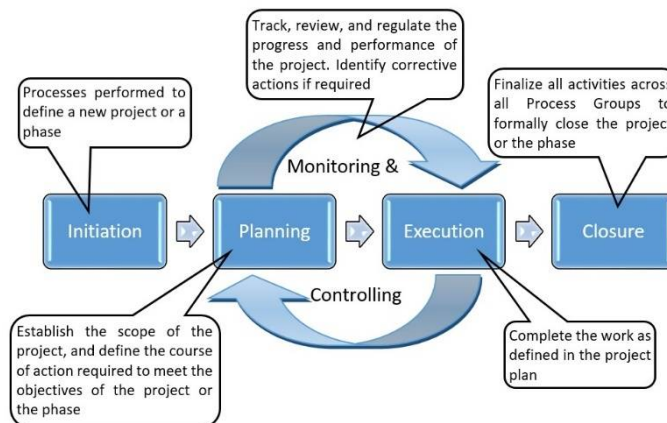 Track, review, and regulate the
progress and performance of
the project. Identify corrective
actions if required
Processes performed to
define a new project or a
phase
Finalize all activities across
all Process Groups to
formally close the project
or the phase
Monitoring &
Initiation
Planning
Execution
Closure
Controlling
Establish the scope of the
project, and define the course
of action required to meet the
objectives of the project or
the phase
Complete the work as
defined in the project
plan